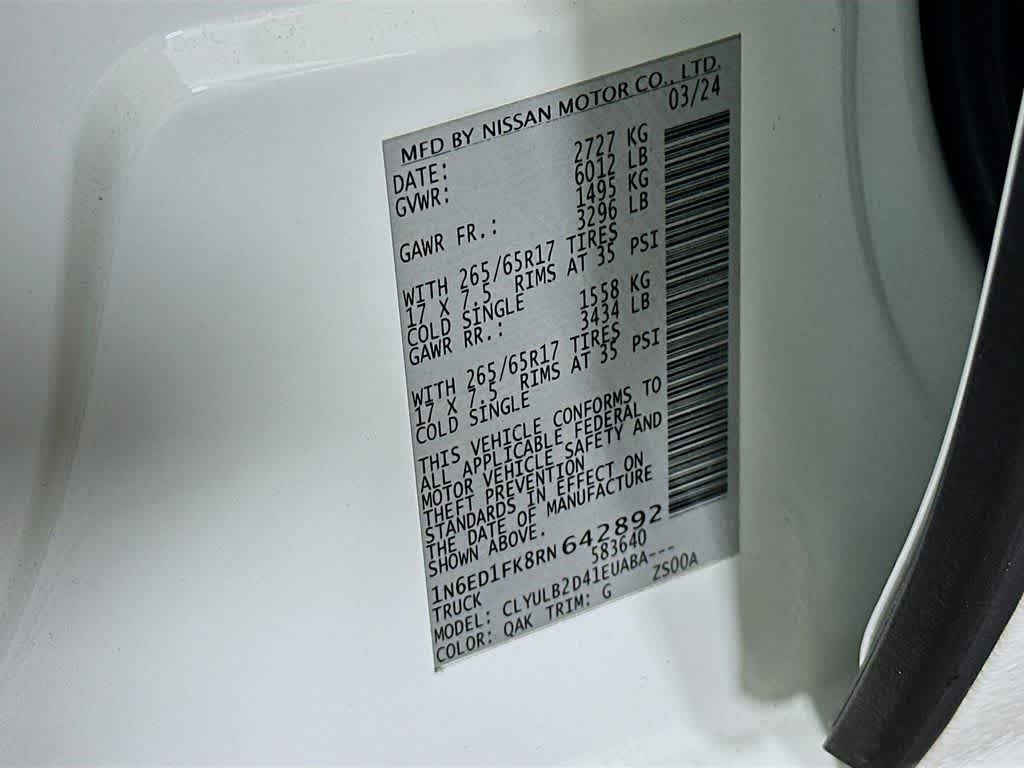 MFD BY NISSAN MOTOR CO., LTD.
DATE: 03/24
GVWR: 2727 KG
6012 LB
GAWR FR.: 1495 KG
3296 LB
WITH 265/65R17 TIRES
17 X 7.5 RIMS AT 35 PSI
COLD SINGLE
GAWR RR.: 1558 KG
3434 LB
WITH 265/65R17 TIRES
17 X 7.5 RIMS AT 35 PSI
COLD SINGLE
THIS VEHICLE CONFORMS TO
ALL APPLICABLE FEDERAL
MOTOR VEHICLE SAFETY AND
THEFT PREVENTION
STANDARDS IN EFFECT ON
THE DATE OF MANUFACTURE
SHOWN ABOVE.
1N6ED1FK8RN642892
TRUCK 583640
MODEL: CLYULB2D41EUABA---
COLOR: QAK TRIM: G ZS00A